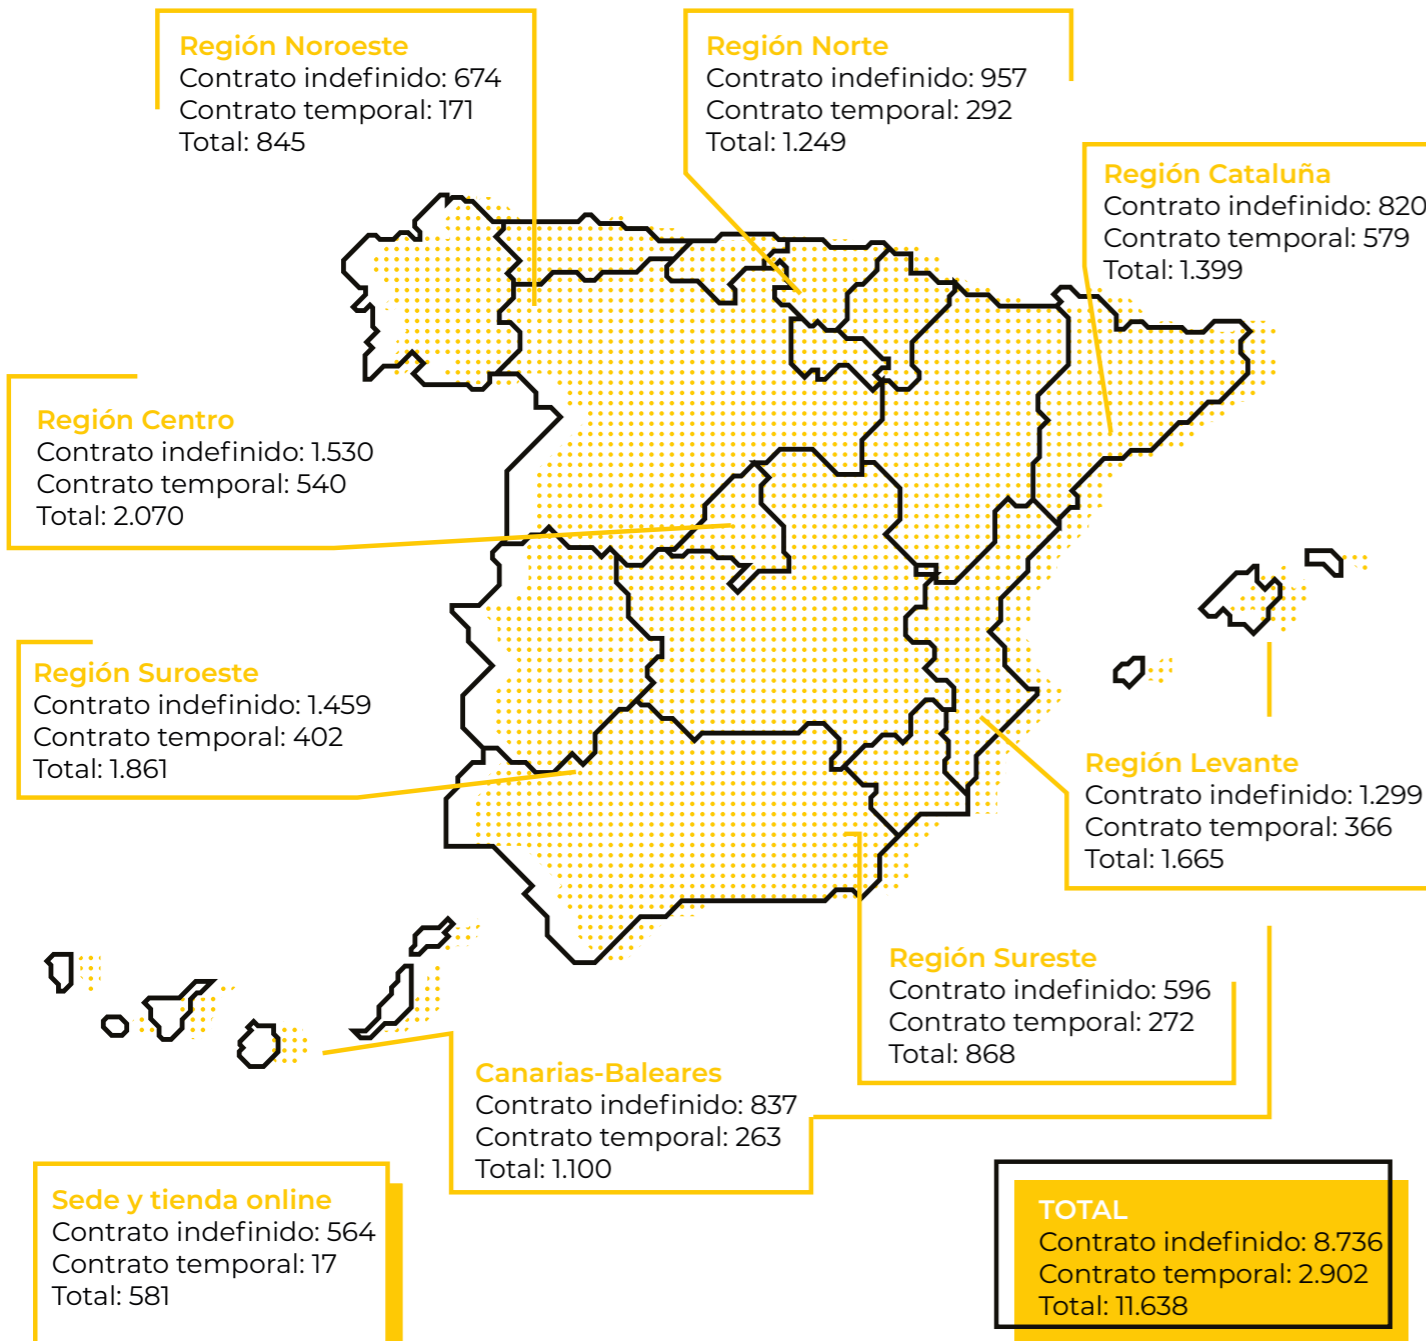 Región Noroeste
Contrato indefinido: 674
Contrato temporal: 171
Total: 845
Región Norte
Contrato indefinido: 957
Contrato temporal: 292
Total: 1.249
Región Cataluña
Contrato indefinido: 820
Contrato temporal: 579
Total: 1.399
Región Centro
Contrato indefinido: 1.530
Contrato temporal: 540
Total: 2.070
Región Suroeste
Contrato indefinido: 1.459
Contrato temporal: 402
Total: 1.861
Región Levante
Contrato indefinido: 1.299
Contrato temporal: 366
Total: 1.665
Región Sureste
Contrato indefinido: 596
Contrato temporal: 272
Total: 868
Canarias-Baleares
Contrato indefinido: 837
Contrato temporal: 263
Total: 1.100
Sede y tienda online
Contrato indefinido: 564
Contrato temporal: 17
Total: 581
TOTAL
Contrato indefinido: 8.736
Contrato temporal: 2.902
Total: 11.638